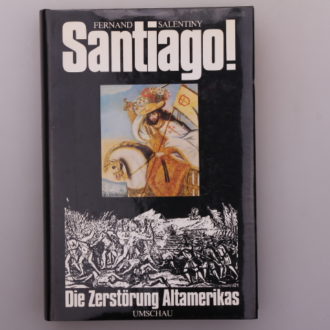 FERNAND SALENTINY
Santiago!
Die Zerstörung Altamerikas
UMSCHAU